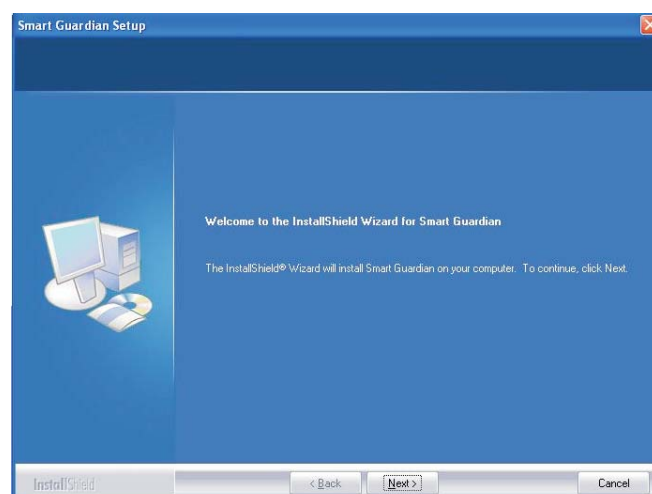 Smart Guardian Setup
Welcome to the InstallShield Wizard for Smart Guardian
The InstallShield® Wizard will install Smart Guardian on your computer. To continue, click Next.
InstallShield
< Back
Next >
Cancel